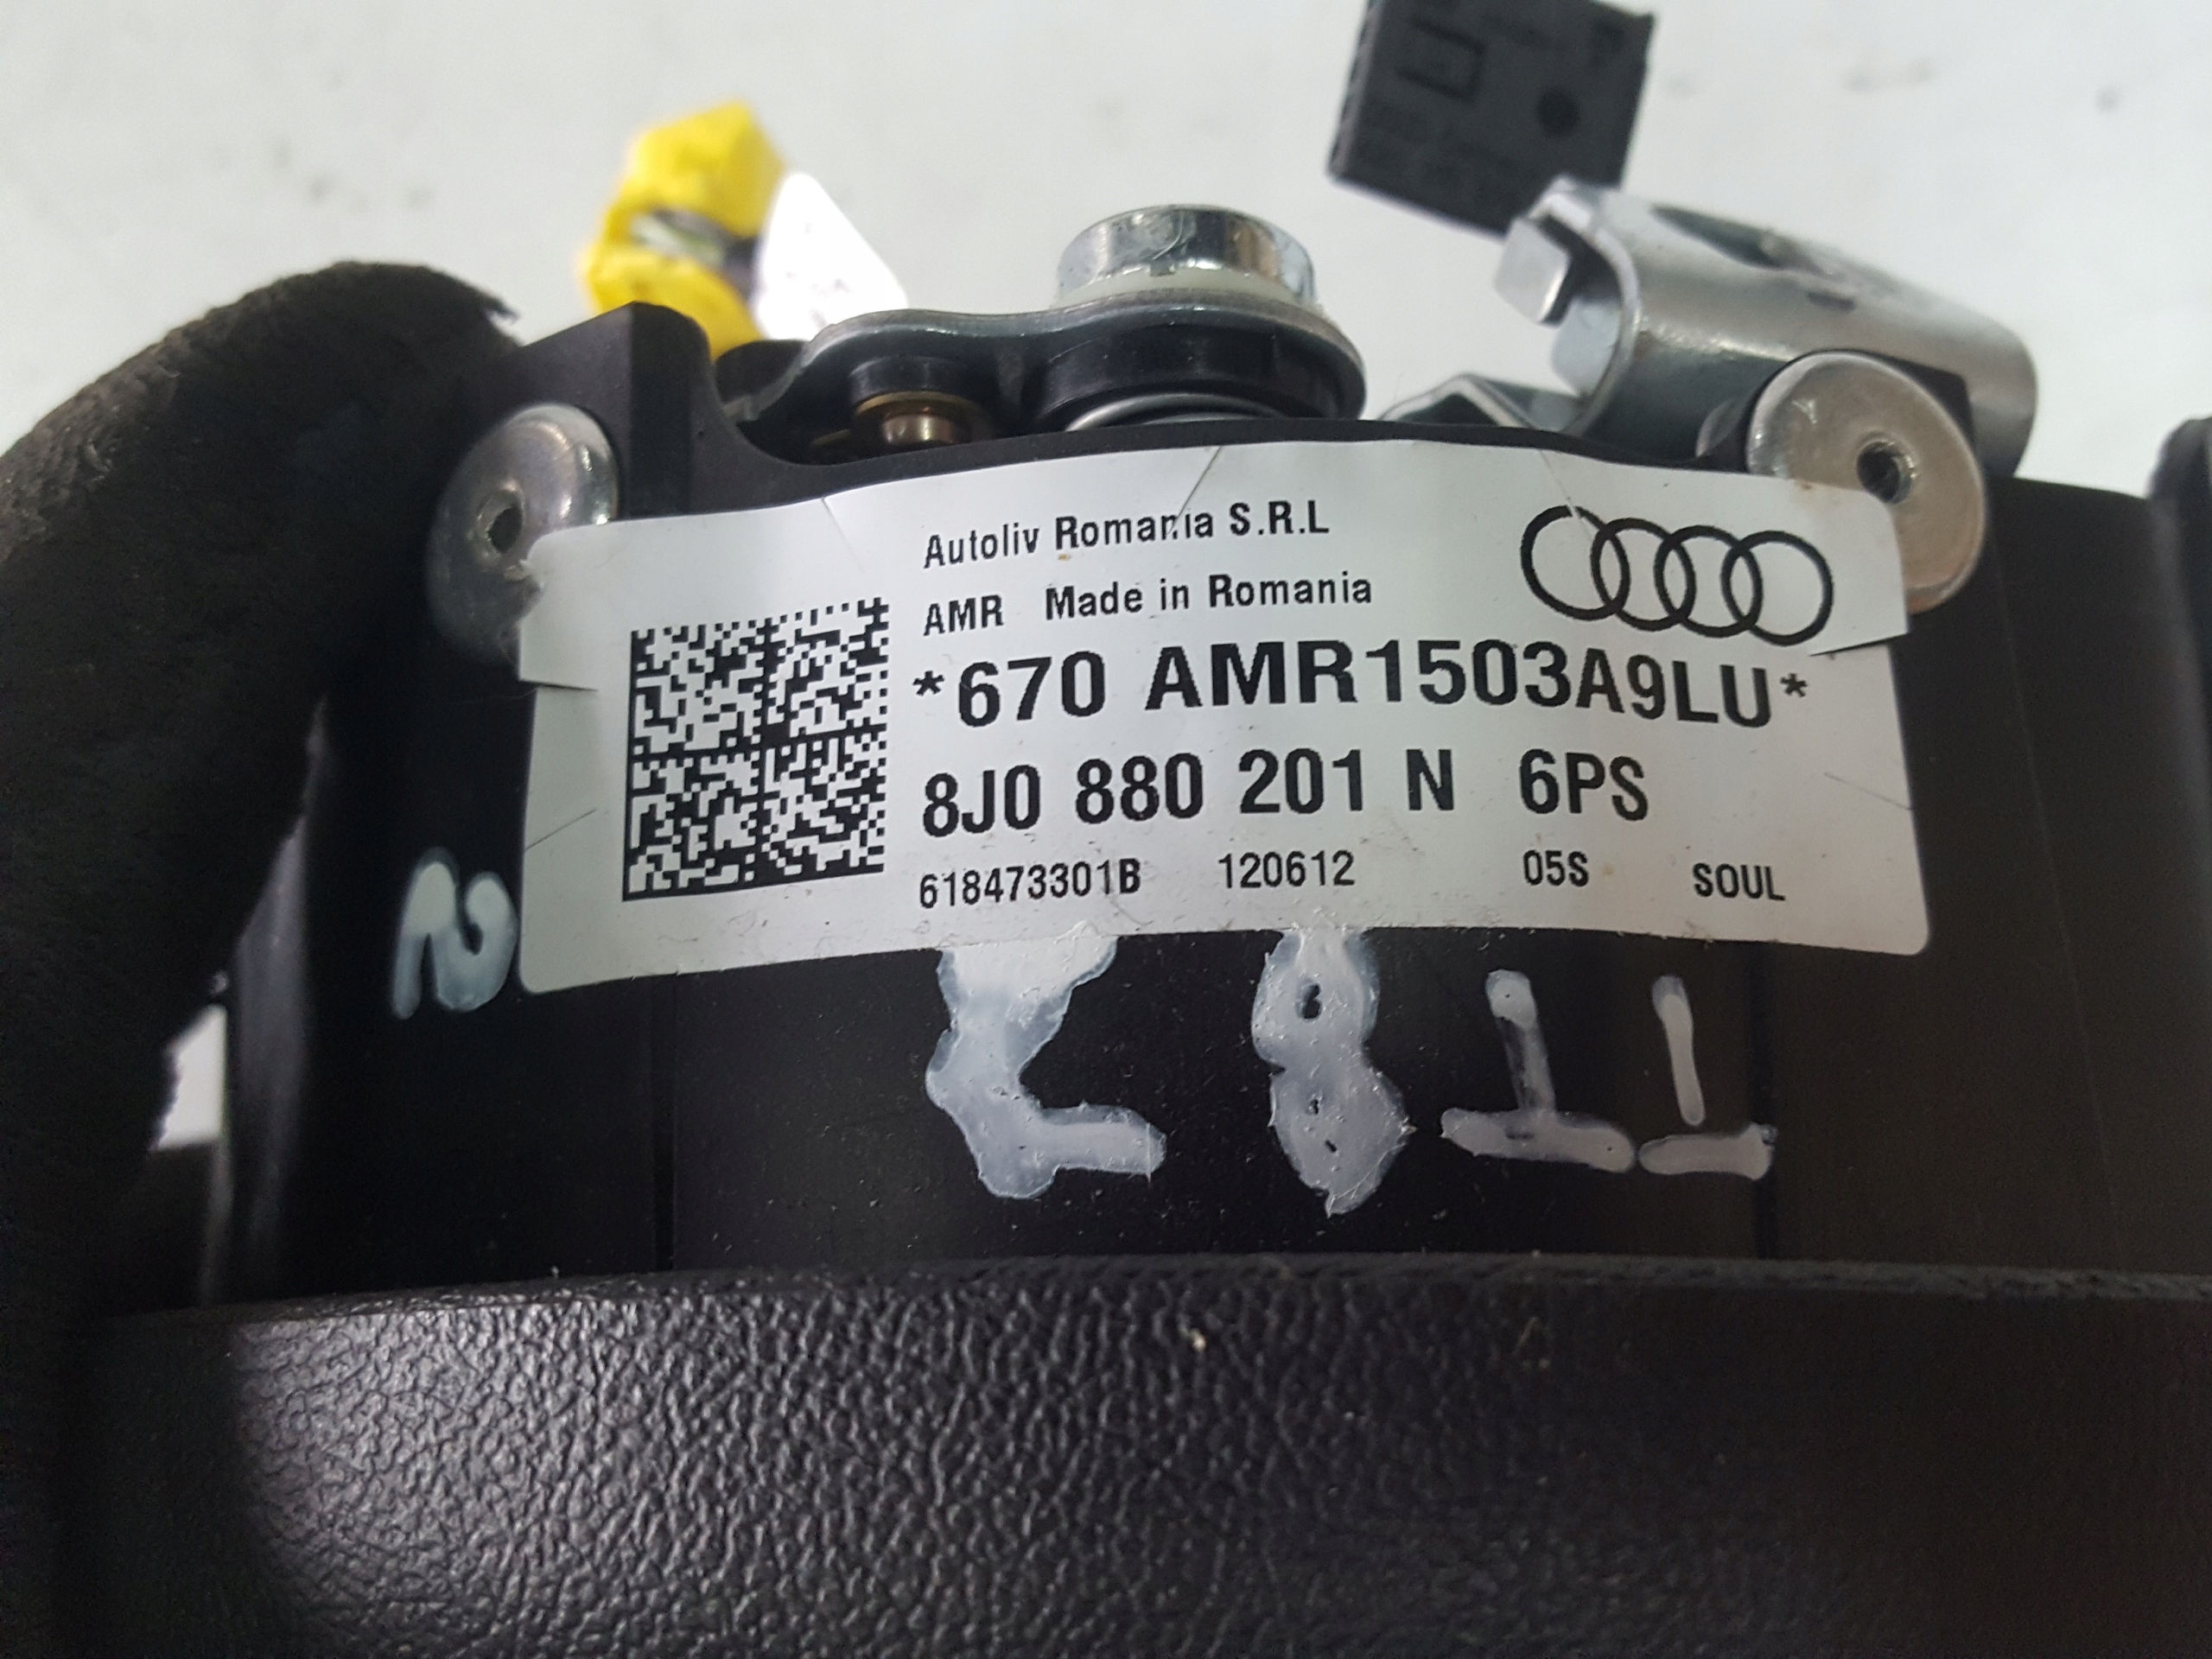 Autoliv Romania S.R.L
AMR Made in Romania
*670 AMR1503A9LU*
8J0 880 201 N 6PS
618473301B 120612 05S SOUL